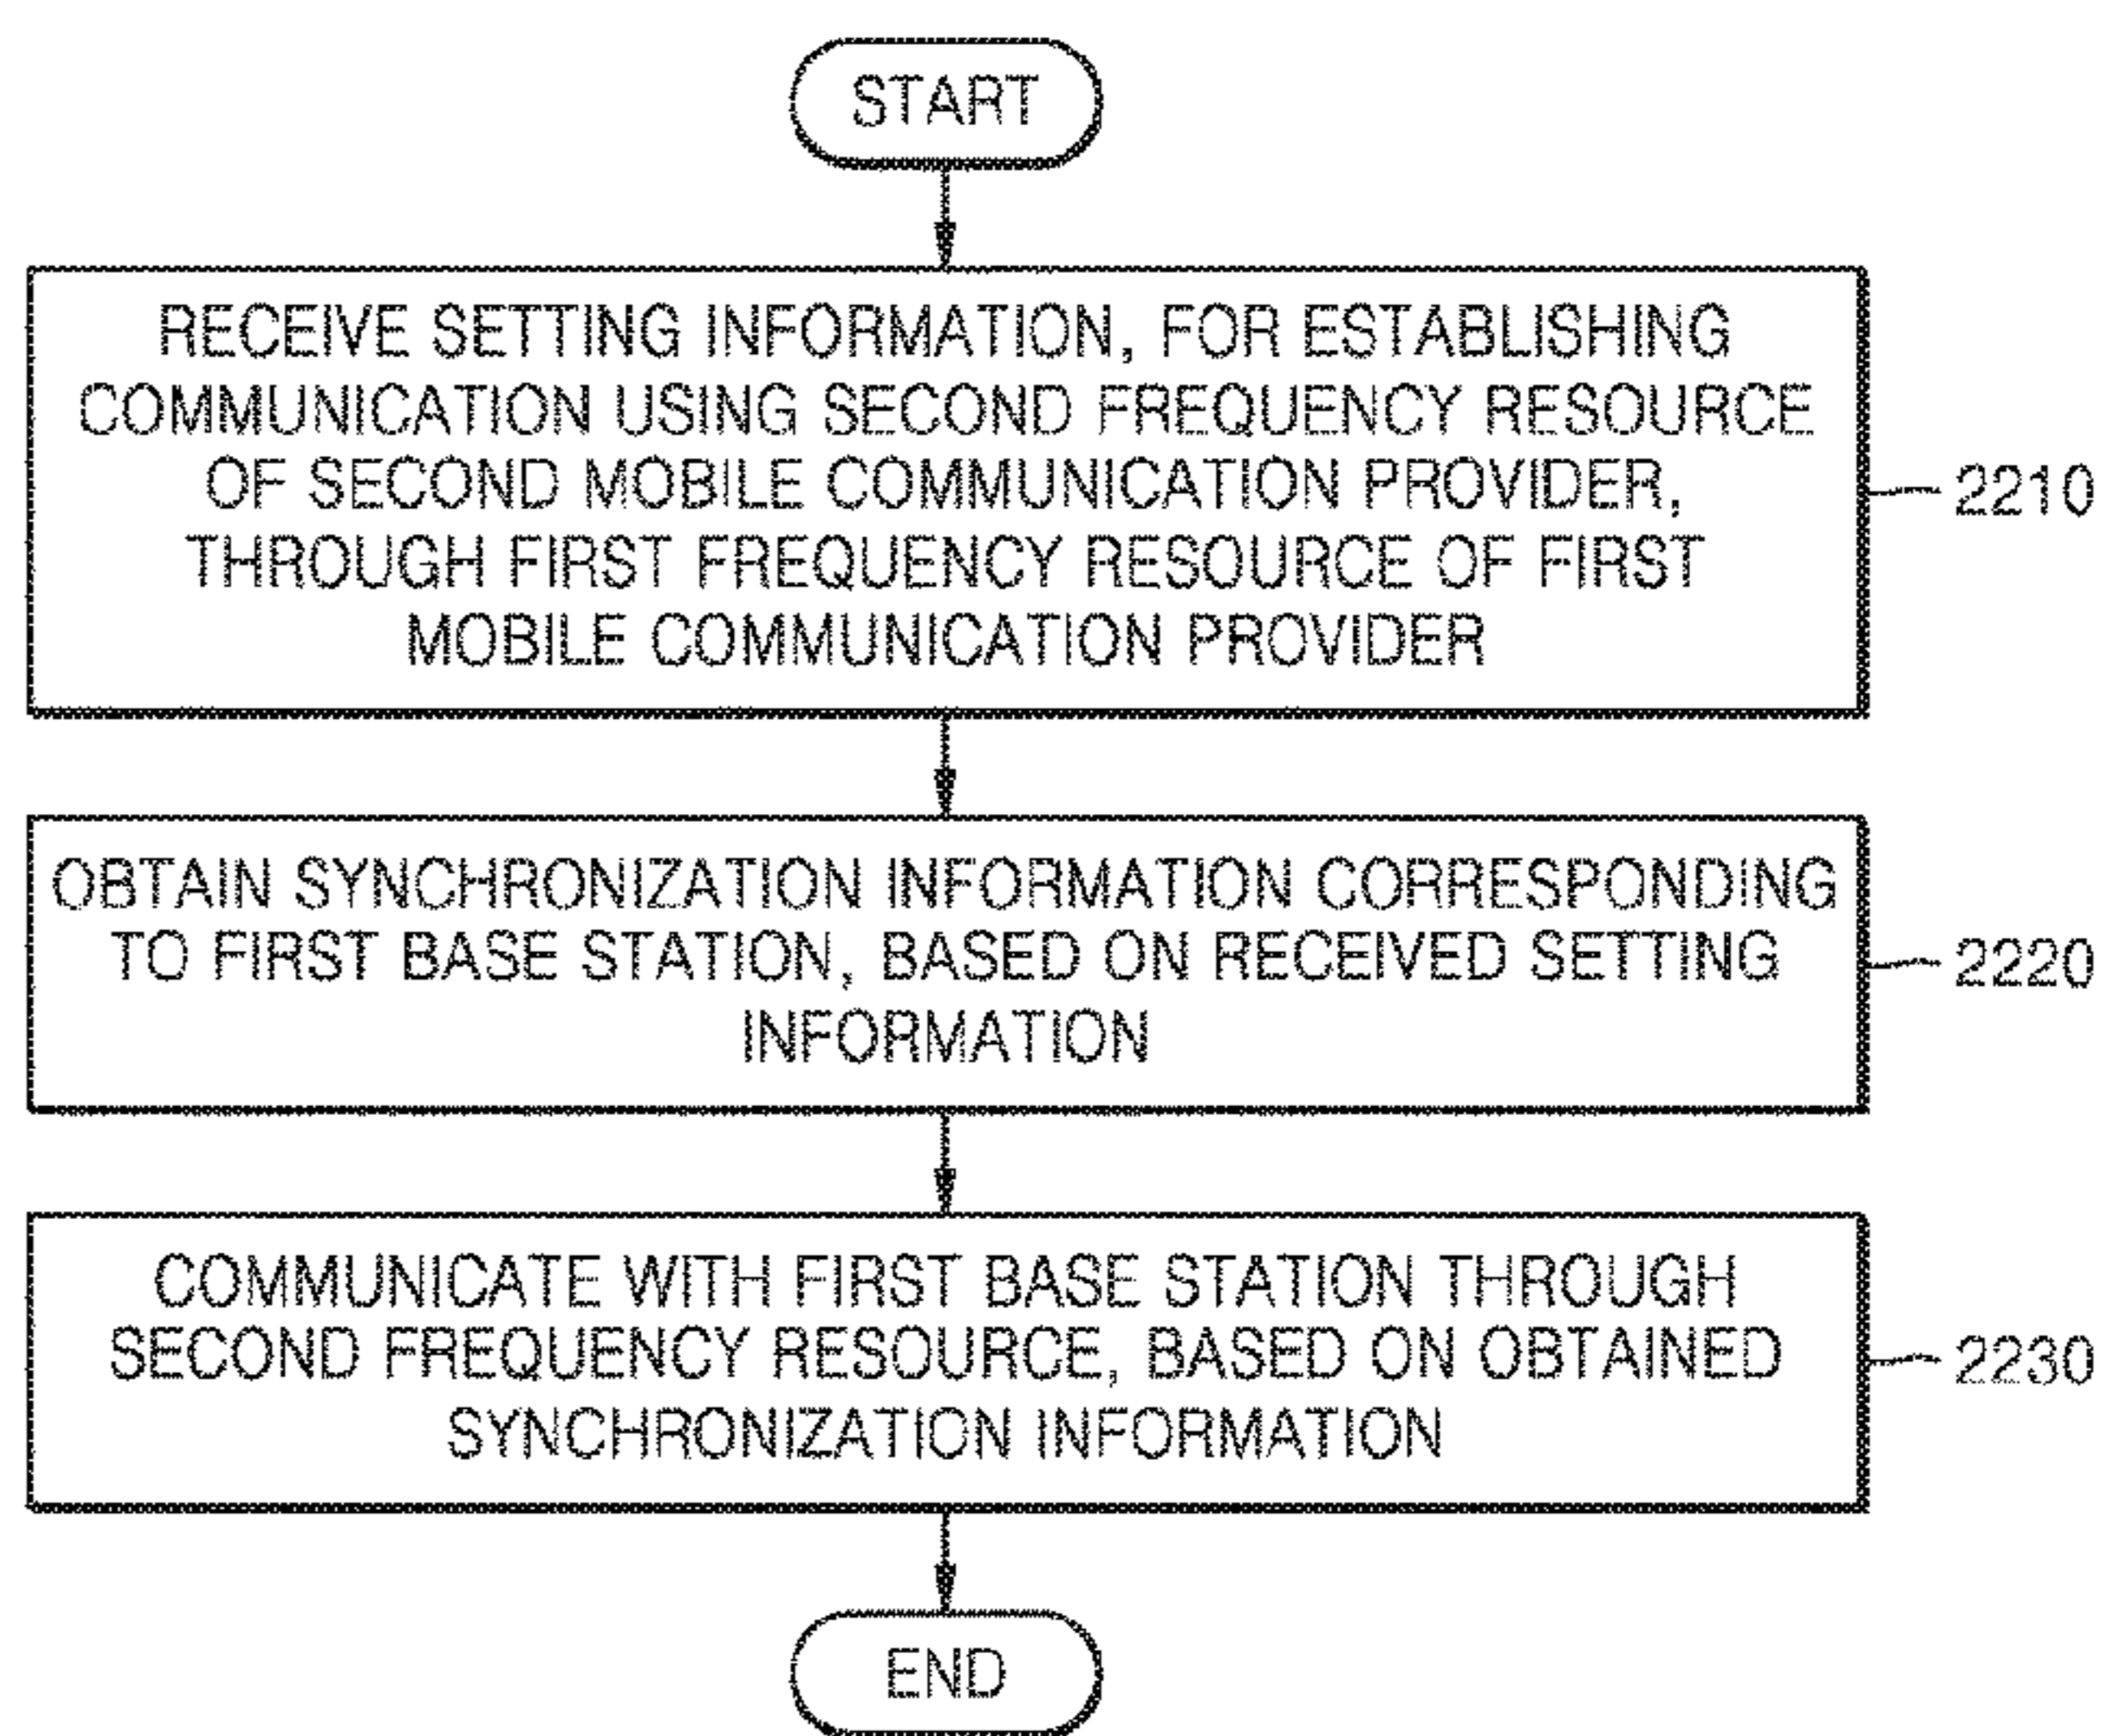 START
RECEIVE SETTING INFORMATION, FOR ESTABLISHING
COMMUNICATION USING SECOND FREQUENCY RESOURCE
OF SECOND MOBILE COMMUNICATION PROVIDER,
THROUGH FIRST FREQUENCY RESOURCE OF FIRST
MOBILE COMMUNICATION PROVIDER
2210
OBTAIN SYNCHRONIZATION INFORMATION CORRESPONDING
TO FIRST BASE STATION, BASED ON RECEIVED SETTING
INFORMATION
2220
COMMUNICATE WITH FIRST BASE STATION THROUGH
SECOND FREQUENCY RESOURCE, BASED ON OBTAINED
SYNCHRONIZATION INFORMATION
2230
END